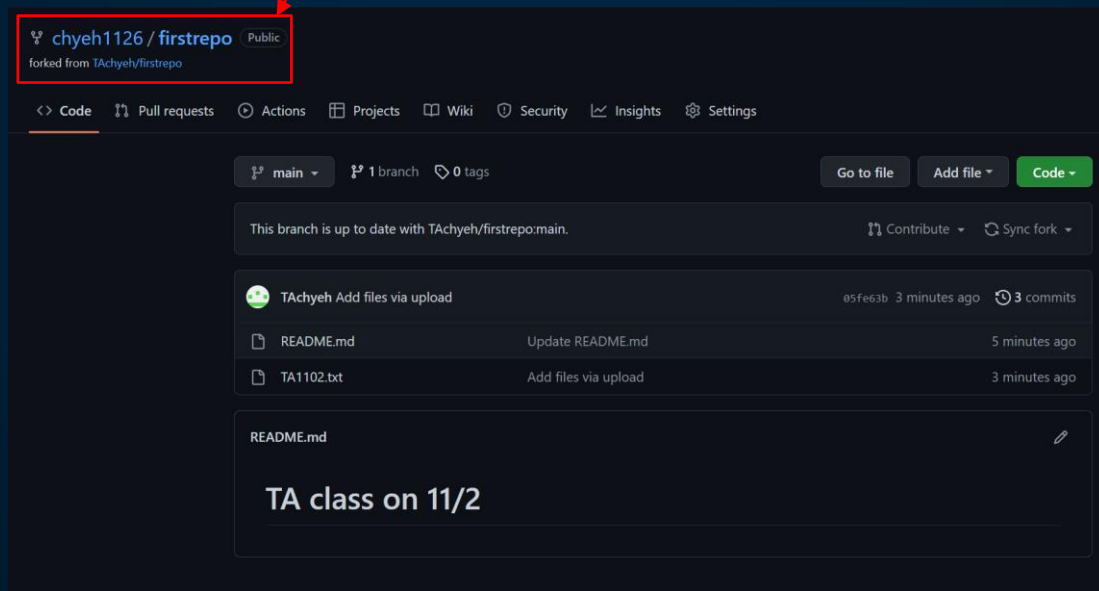 chyeh1126 / firstrepo Public
forked from TAchyeh/firstrepo
<> Code Pull requests Actions Projects Wiki Security Insights Settings
main 1 branch 0 tags Go to file Add file Code
This branch is up to date with TAchyeh/firstrepo:main. Contribute Sync fork
TAchyeh Add files via upload 05fe63b 3 minutes ago 3 commits
README.md Update README.md 5 minutes ago
TA1102.txt Add files via upload 3 minutes ago
README.md
TA class on 11/2